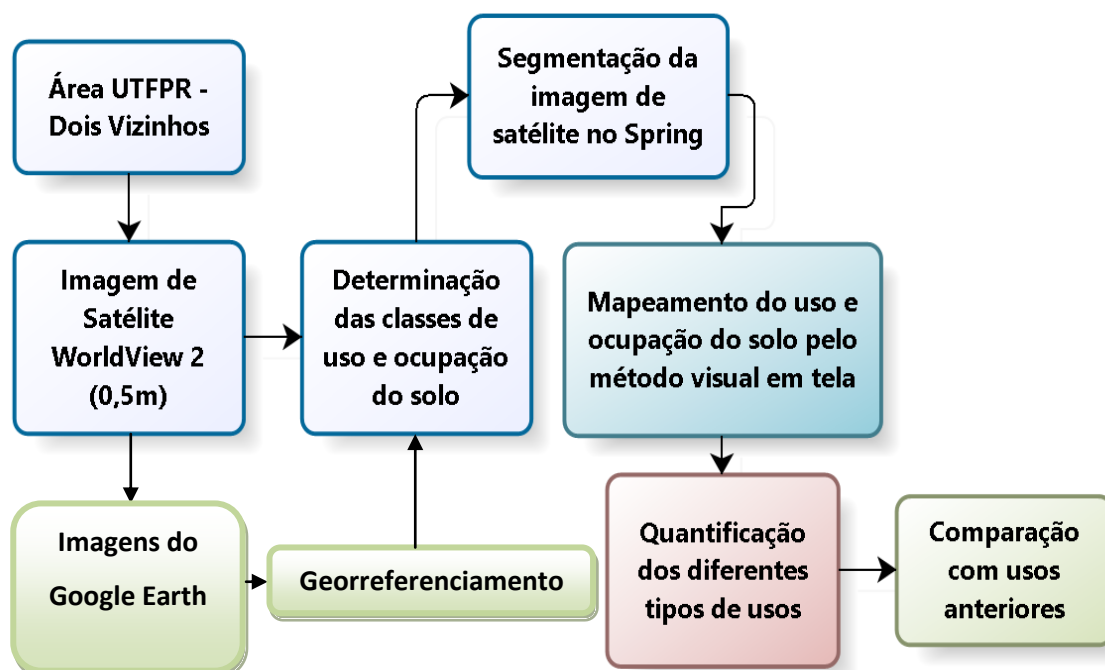 Área UTFPR -
Dois Vizinhos
Imagem de
Satélite
WorldView 2
(0,5m)
Imagens do
Google Earth
Georreferenciamento
Determinação
das classes de
uso e ocupação
do solo
Segmentação da
imagem de
satélite no Spring
Mapeamento do uso e
ocupação do solo pelo
método visual em tela
Quantificação
dos diferentes
tipos de usos
Comparação
com usos
anteriores